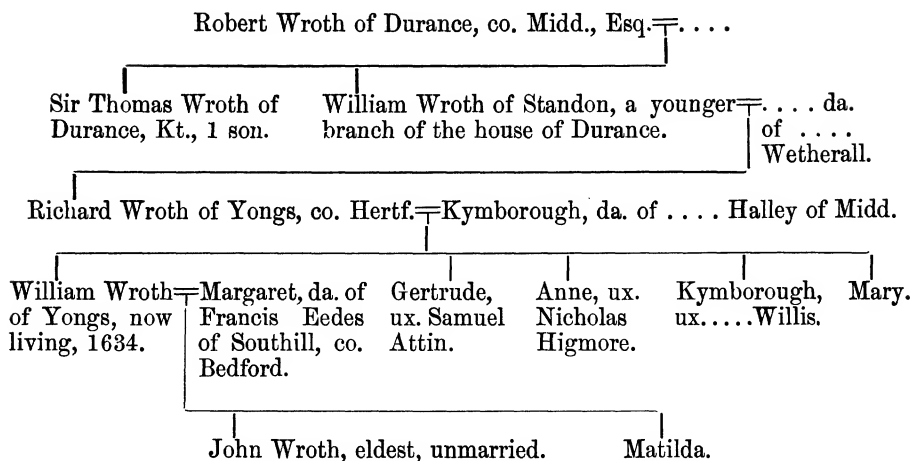 Robert Wroth of Durance, co. Midd., Esq.=....
Sir Thomas Wroth of
Durance, Kt., 1 son.
William Wroth of Standon, a younger=.... da.
branch of the house of Durance.
of ....
Wetherall.
Richard Wroth of Yongs, co. Hertf.=Kymborough, da. of .... Halley of Midd.
William Wroth=
of Yongs, now
living, 1634.
Margaret, da. of
Francis Eedes
of Southill, co.
Bedford.
Gertrude,
ux. Samuel
Attin.
Anne, ux.
Nicholas
Higmore.
Kymborough,
ux.....Willis.
Mary.
John Wroth, eldest, unmarried.
Matilda.